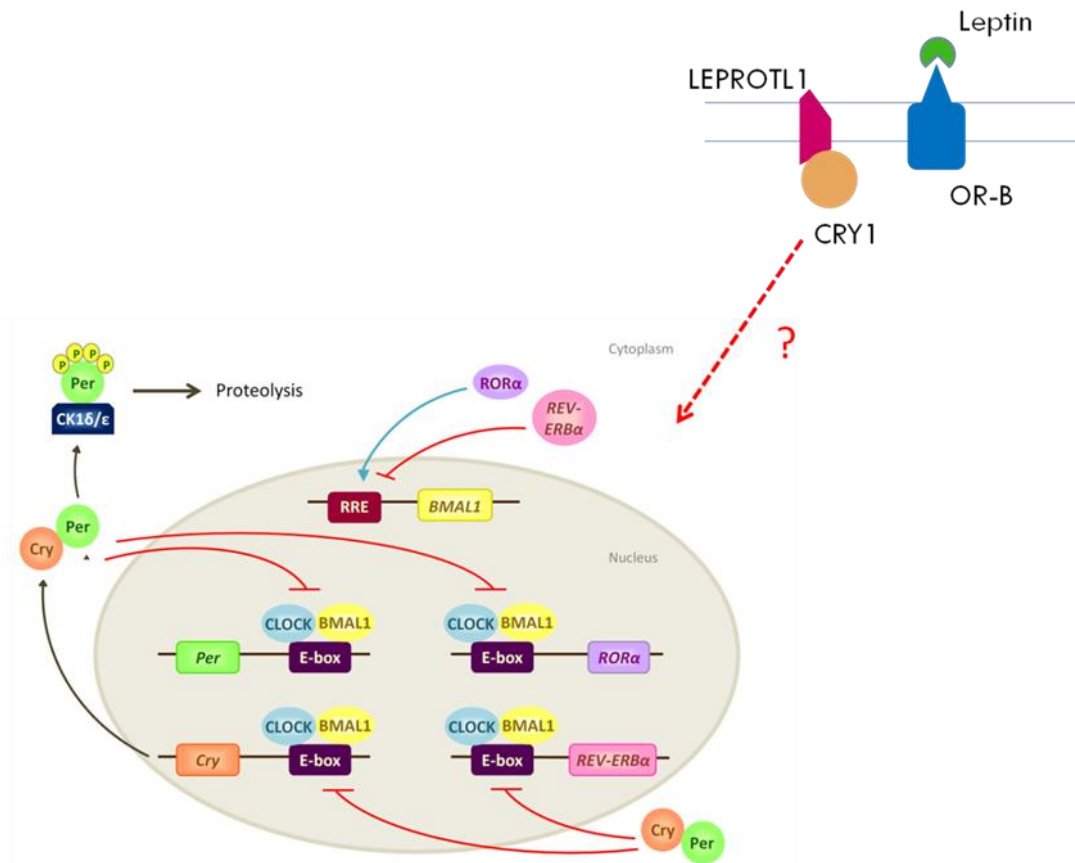 Leptin
LEPROTL1
OR-B
CRY1
?
Cytoplasm
P P P P
Per
CK1δ/ε
Proteolysis
RORα
REV-
ERBα
RRE
BMAL1
Per
Cry
Nucleus
CLOCK BMAL1
Per
E-box
CLOCK BMAL1
E-box
RORα
CLOCK BMAL1
Cry
E-box
CLOCK BMAL1
E-box
REV-ERBα
Cry
Per